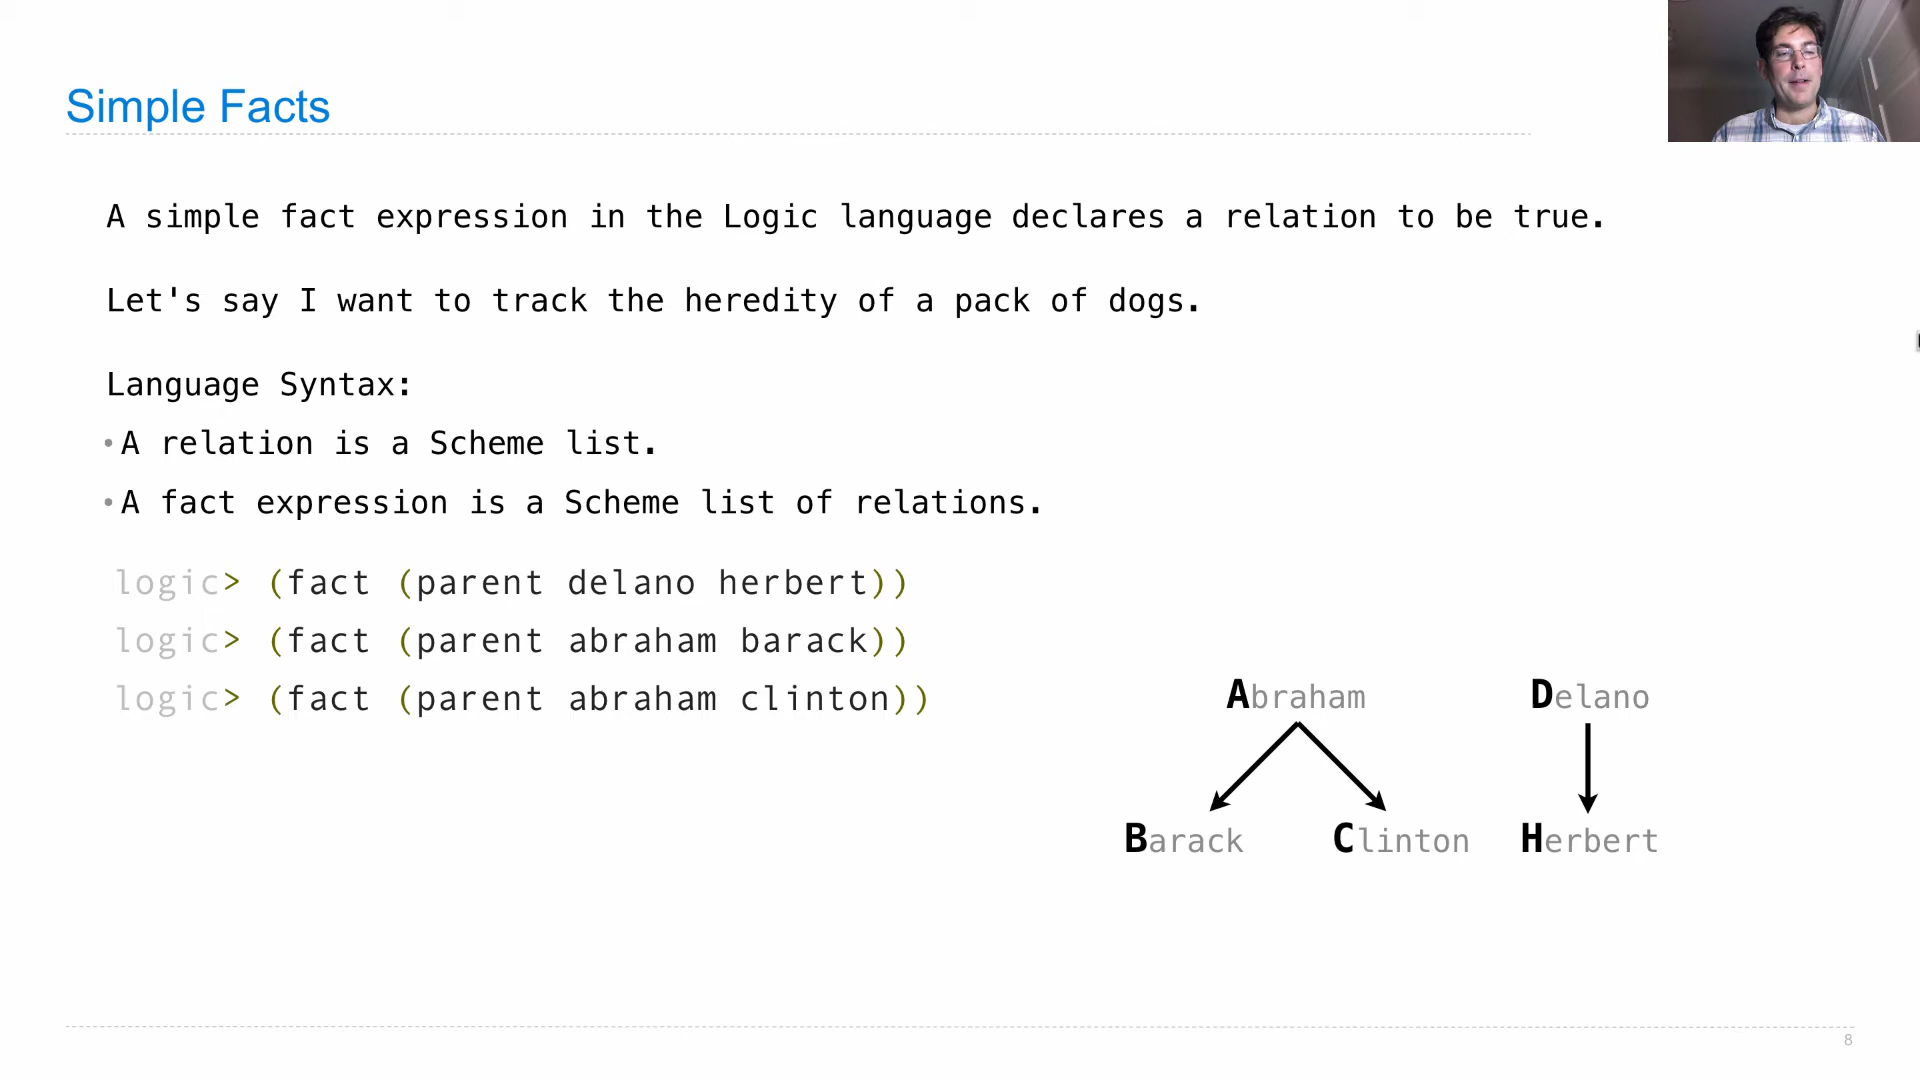 Simple Facts
A simple fact expression in the Logic language declares a relation to be true.
Let's say I want to track the heredity of a pack of dogs.
Language Syntax:
•A relation is a Scheme list.
•A fact expression is a Scheme list of relations.
logic> (fact (parent delano herbert))
logic> (fact (parent abraham barack))
logic> (fact (parent abraham clinton))
Abraham Delano
Barack Clinton Herbert
8